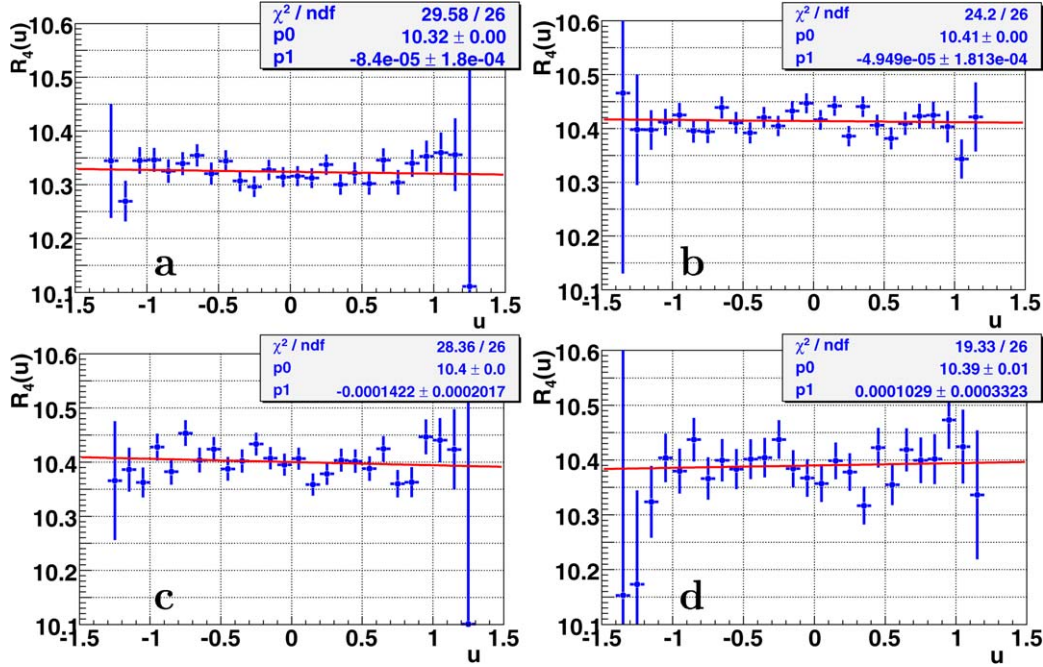 χ² / ndf 29.58 / 26
p0 10.32 ± 0.00
p1 -8.4e-05 ± 1.8e-04
R₄(u)
10.6
10.5
10.4
10.3
10.2
10.1
a
-1.5 -1 -0.5 0 0.5 1 1.5
u
χ² / ndf 24.2 / 26
p0 10.41 ± 0.00
p1 -4.949e-05 ± 1.813e-04
R₄(u)
10.6
10.5
10.4
10.3
10.2
10.1
b
-1.5 -1 -0.5 0 0.5 1 1.5
u
χ² / ndf 28.36 / 26
p0 10.4 ± 0.0
p1 -0.0001422 ± 0.0002017
R₄(u)
10.6
10.5
10.4
10.3
10.2
10.1
c
-1.5 -1 -0.5 0 0.5 1 1.5
u
χ² / ndf 19.33 / 26
p0 10.39 ± 0.01
p1 0.0001029 ± 0.0003323
R₄(u)
10.6
10.5
10.4
10.3
10.2
10.1
d
-1.5 -1 -0.5 0 0.5 1 1.5
u